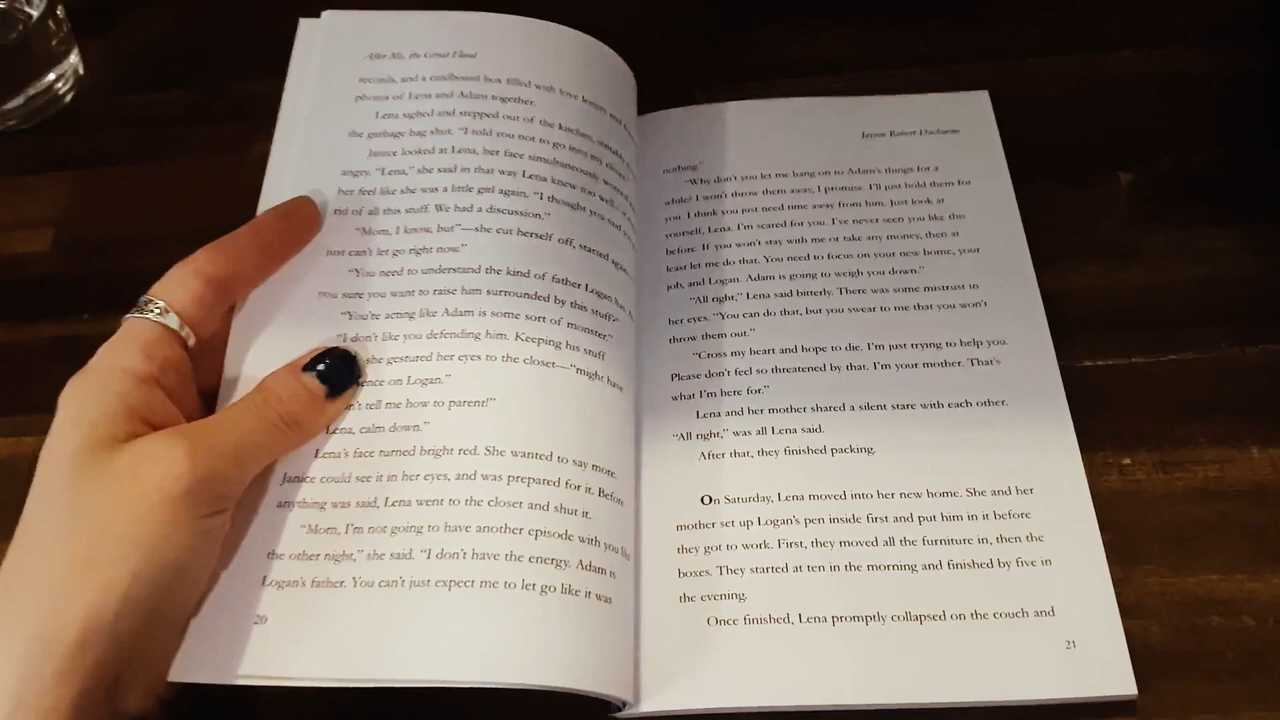 After Me, the Great Flood
records, and a cardboard box filled with love letters and
photos of Lena and Adam together.
Lena sighed and stepped out of the kitchen,
the garbage bag shut. "I told you not to go into my closet."
Janice looked at Lena, her face simultaneously
angry. "Lena," she said in that way Lena knew too well
her feel like she was a little girl again. "I thought you said you
rid of all this stuff. We had a discussion."
"Mom, I know, but"—she cut herself off, started again
just can't let go right now."
"You need to understand the kind of father Logan has.
you sure you want to raise him surrounded by this stuff?"
"You're acting like Adam is some sort of monster."
"I don't like you defending him. Keeping his stuff
she gestured her eyes to the closet—"might have
ence on Logan."
n't tell me how to parent!"
Lena, calm down."
Lena's face turned bright red. She wanted to say more.
Janice could see it in her eyes, and was prepared for it. Before
anything was said, Lena went to the closet and shut it.
"Mom, I'm not going to have another episode with you like
the other night," she said. "I don't have the energy. Adam is
Logan's father. You can't just expect me to let go like it was
20
Robert Ducharme
nothing."
"Why don't you let me hang on to Adam's things for a
while? I won't throw them away, I promise. I'll just hold them for
you. I think you just need time away from him. Just look at
yourself, Lena. I'm scared for you. I've never seen you like this
before. If you won't stay with me or take any money, then at
least let me do that. You need to focus on your new home, your
job, and Logan. Adam is going to weigh you down."
"All right," Lena said bitterly. There was some mistrust in
her eyes. "You can do that, but you swear to me that you won't
throw them out."
"Cross my heart and hope to die. I'm just trying to help you.
Please don't feel so threatened by that. I'm your mother. That's
what I'm here for."
Lena and her mother shared a silent stare with each other.
"All right," was all Lena said.
After that, they finished packing.
On Saturday, Lena moved into her new home. She and her
mother set up Logan's pen inside first and put him in it before
they got to work. First, they moved all the furniture in, then the
boxes. They started at ten in the morning and finished by five in
the evening.
Once finished, Lena promptly collapsed on the couch and
21